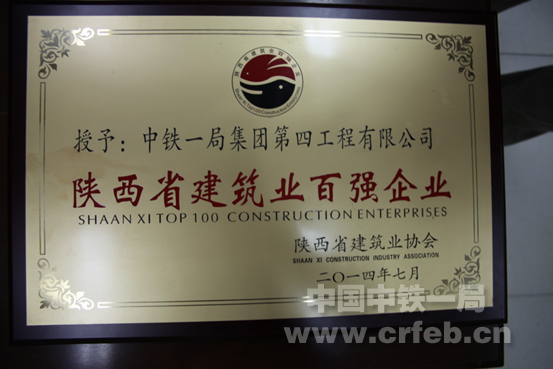 授予：中铁一局集团第四工程有限公司
陕西省建筑业百强企业
SHAAN XI TOP 100 CONSTRUCTION ENTERPRISES
陕西省建筑业协会
SHAAN XI CONSTRUCTION INDUSTRY ASSOCIATION
二〇一四年七月
中国中铁一局
www.crfeb.cn